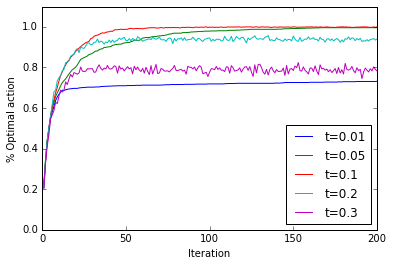 1.0
0.8
0.6
0.4
0.2
0.0
% Optimal action
0 50 100 150 200
Iteration
t=0.01
t=0.05
t=0.1
t=0.2
t=0.3